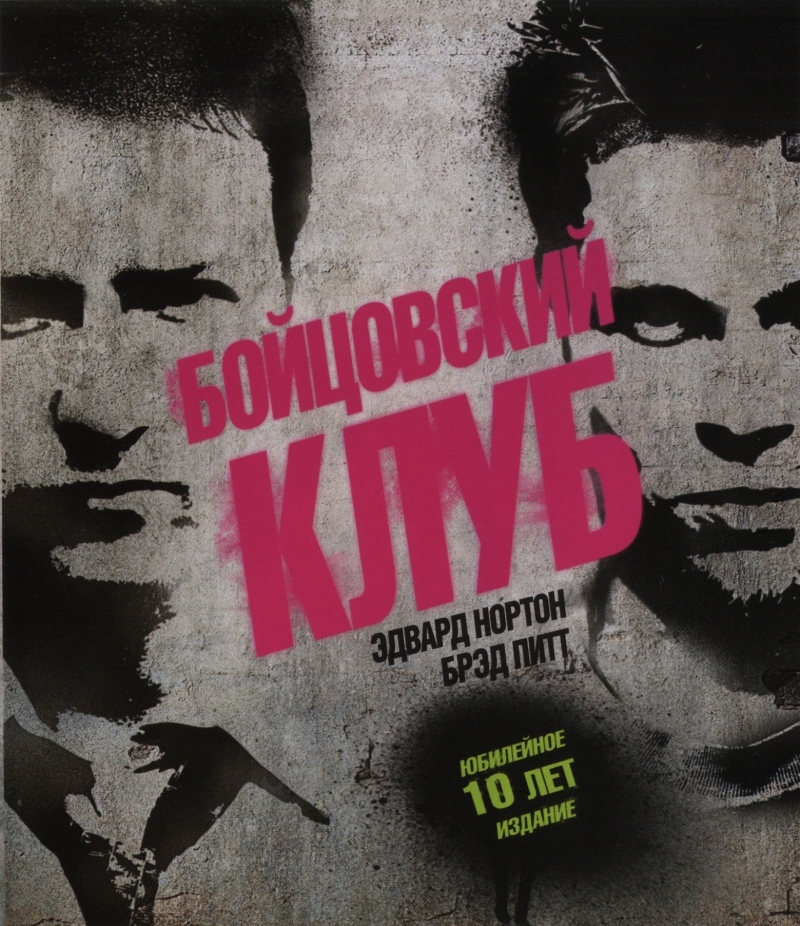 БОЙЦОВСКИЙ
КЛУБ
ЭДВАРД НОРТОН
БРЭД ПИТТ
ЮБИЛЕЙНОЕ
10 ЛЕТ
ИЗДАНИЕ